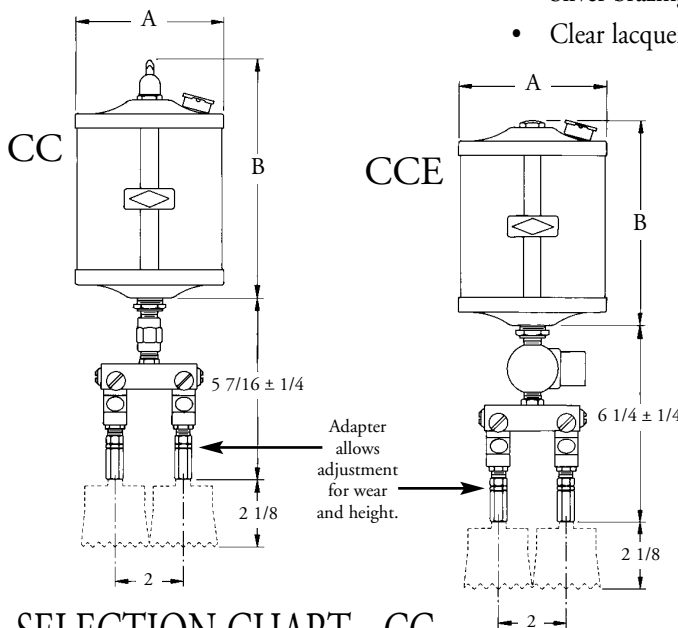 Silver brazing
• Clear lacquer
A
CC
B
5 7/16 ± 1/4
2 1/8
2
Adapter
allows
adjustment
for wear
and height.
A
CCE
B
6 1/4 ± 1/4
2 1/8
2
SELECTION CHART - CC